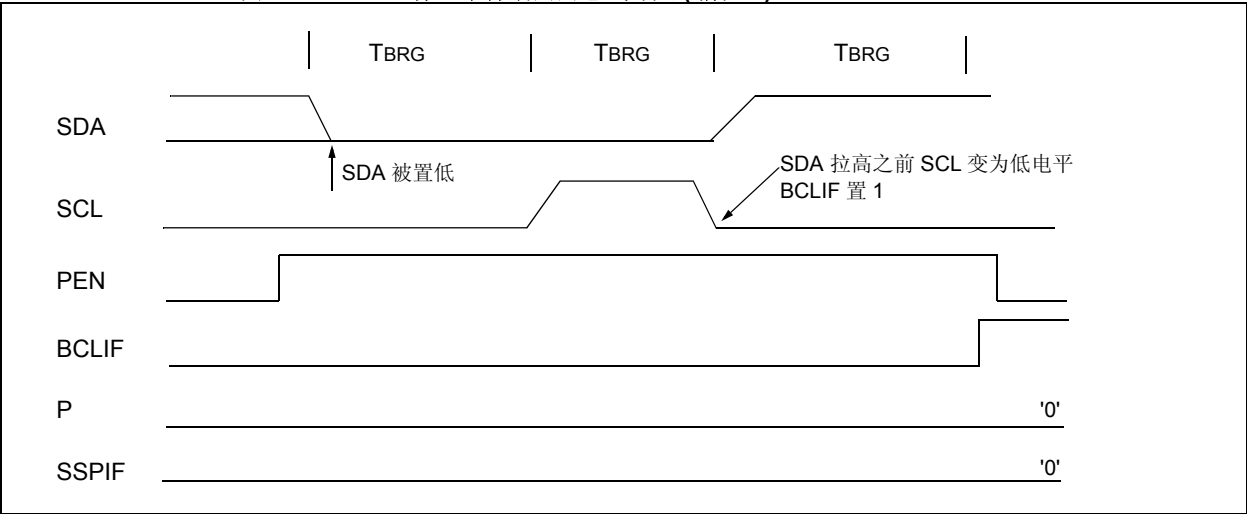 TBRG TBRG TBRG
SDA
SDA 被置低
SDA 拉高之前 SCL 变为低电平
BCLIF 置 1
SCL
PEN
BCLIF
P '0'
SSPIF '0'